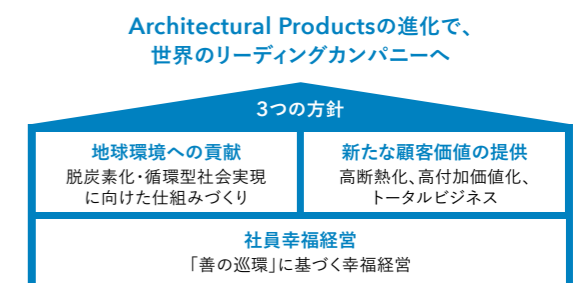 Architectural Productsの進化で、
世界のリーディングカンパニーへ
3つの方針
地球環境への貢献
脱炭素化・循環型社会実現
に向けた仕組みづくり
新たな顧客価値の提供
高断熱化、高付加価値化、
トータルビジネス
社員幸福経営
「善の巡環」に基づく幸福経営